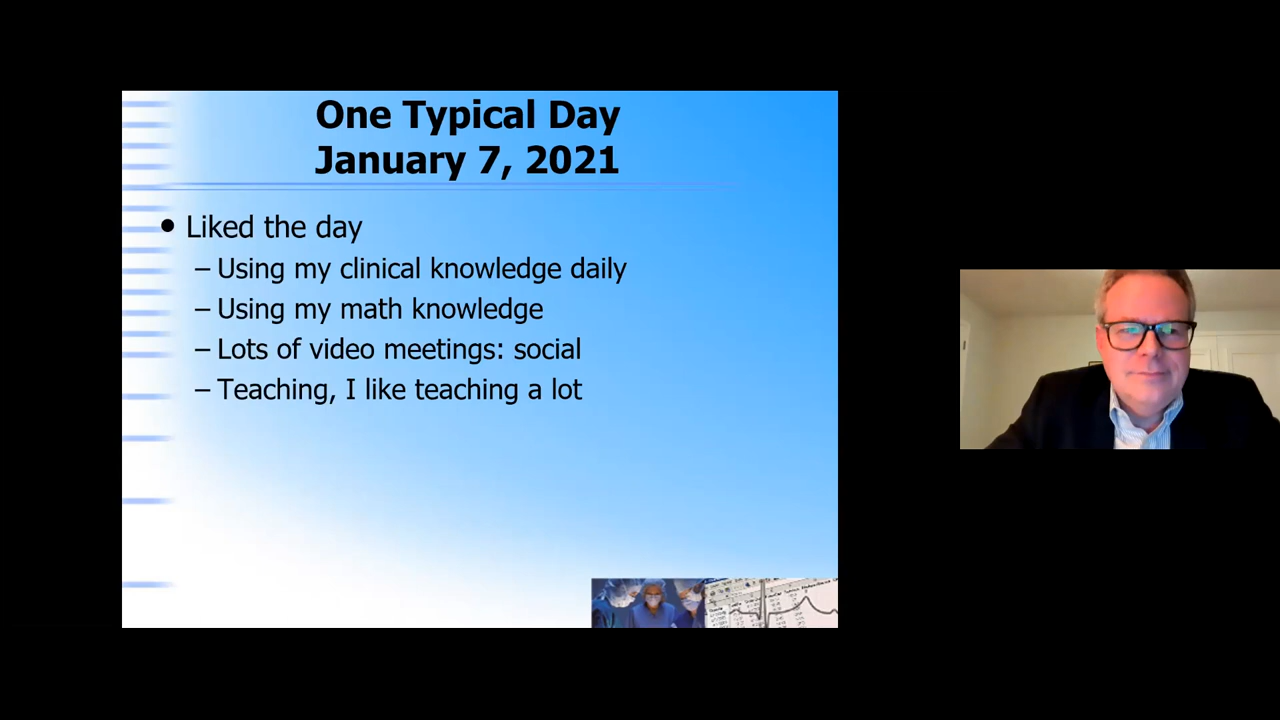 One Typical Day
January 7, 2021
• Liked the day
– Using my clinical knowledge daily
– Using my math knowledge
– Lots of video meetings: social
– Teaching, I like teaching a lot